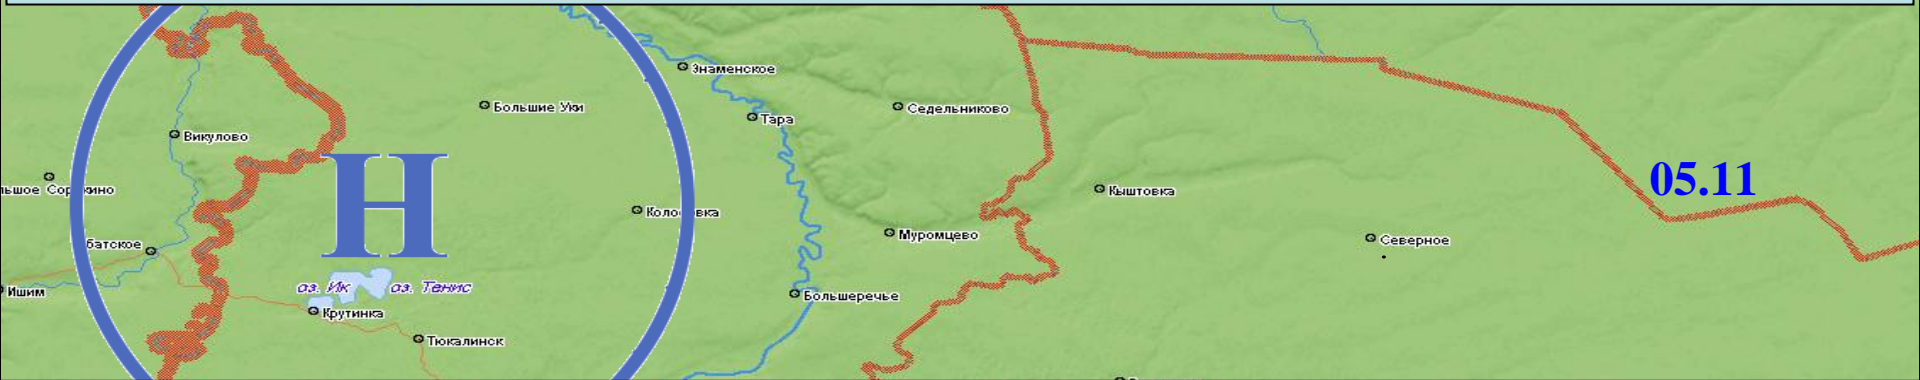 Знаменское
Большие Уки
Седельниково
Тара
Викулово
05.11
Кыштовка
Н
Муромцево
Северное
оз. Ик
оз. Тенис
Ишим
Большеречье
Крутинка
Тюкалинск